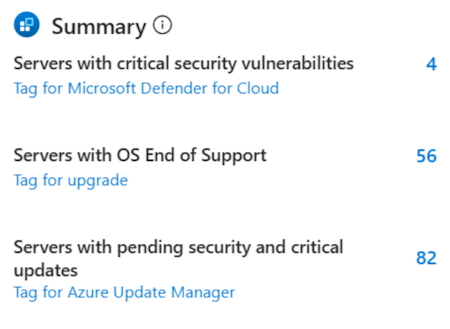 Summary
Servers with critical security vulnerabilities 4
Tag for Microsoft Defender for Cloud
Servers with OS End of Support 56
Tag for upgrade
Servers with pending security and critical
updates 82
Tag for Azure Update Manager